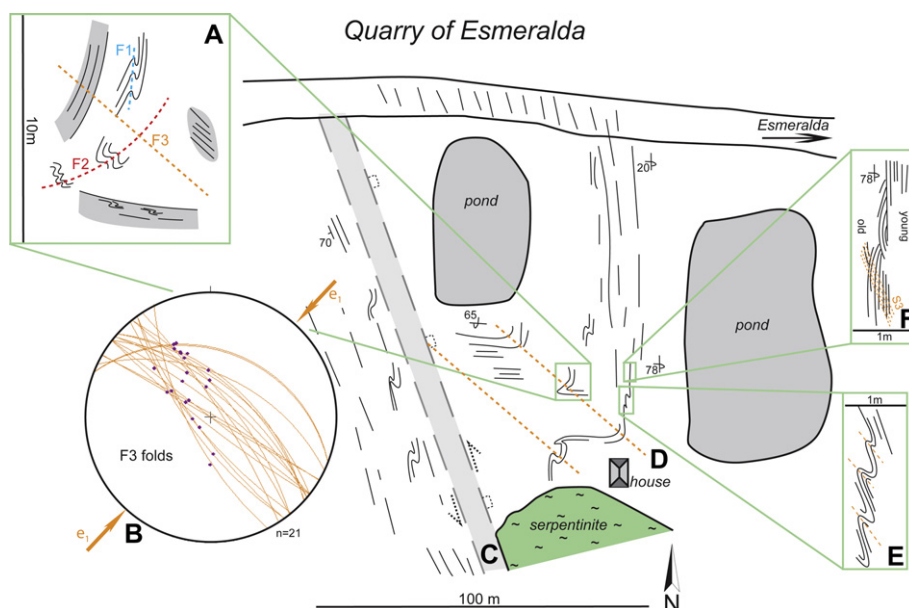 Quarry of Esmeralda
A
10m
F1
F3
F2
Esmeralda
20
78
old
young
S3
F
1m
pond
70
65
pond
78
e1
F3 folds
n=21
e1
B
D
house
serpentinite
C
1m
E
N
100 m